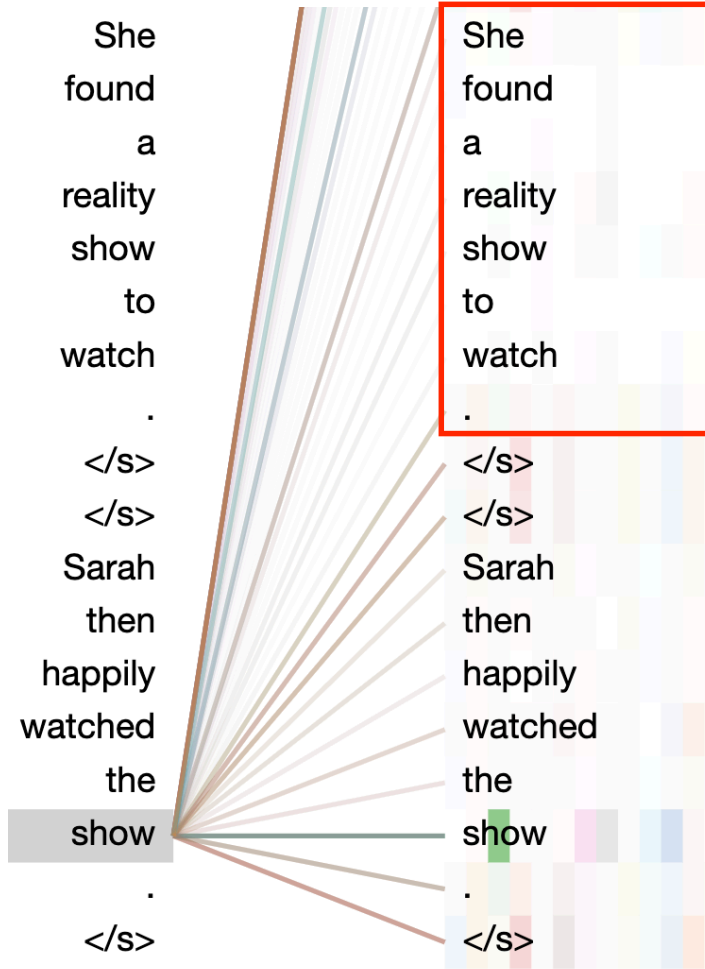 She She
found found
a a
reality reality
show show
to to
watch watch
. .
</s> </s>
</s> </s>
Sarah Sarah
then then
happily happily
watched watched
the the
show show
. .
</s> </s>